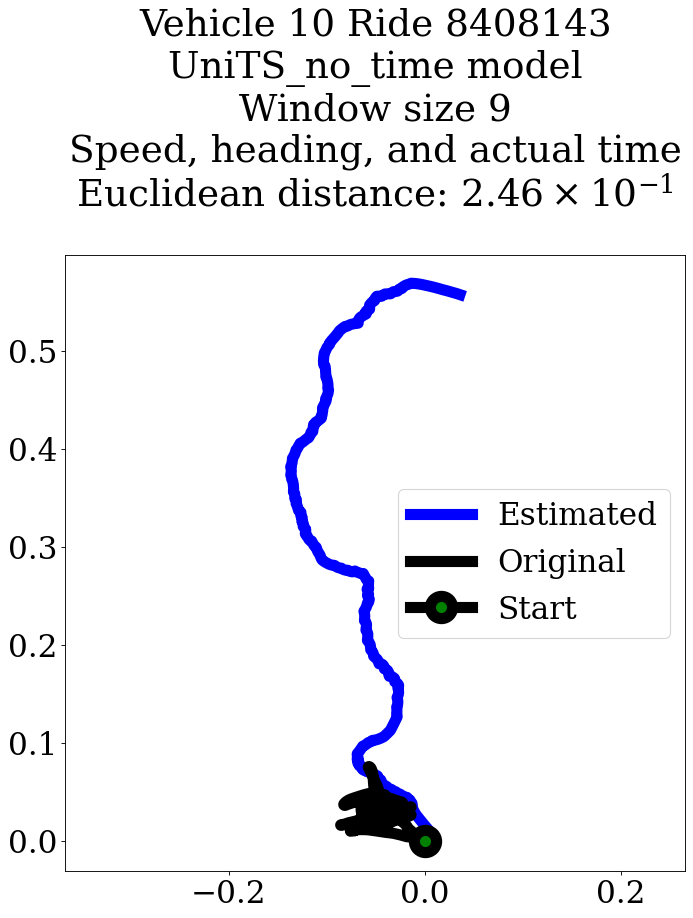 Vehicle 10 Ride 8408143
UniTS_no_time model
Window size 9
Speed, heading, and actual time
Euclidean distance: 2.46 × 10⁻¹
0.5
0.4
0.3
0.2
0.1
0.0
Estimated
Original
Start
−0.2
0.0
0.2